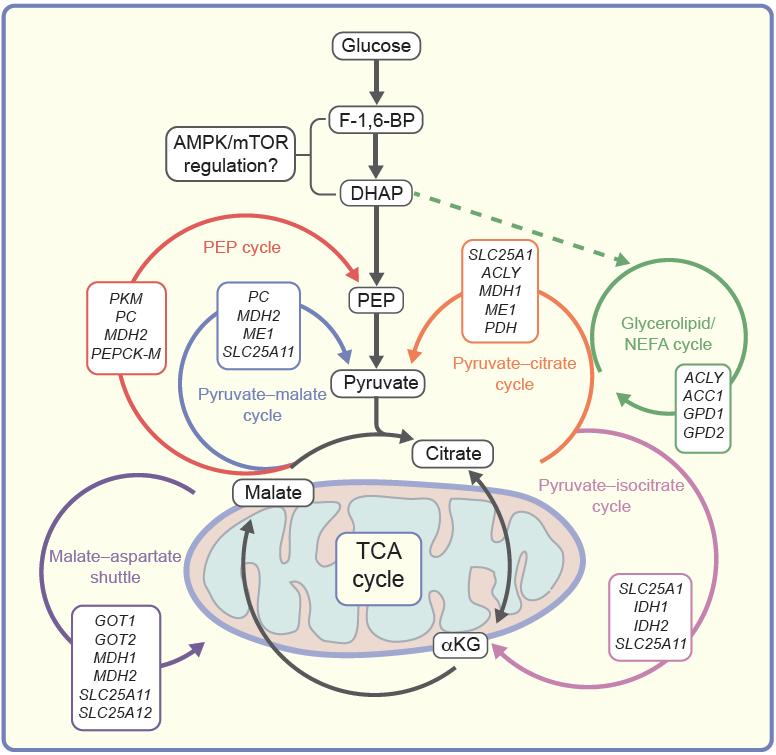 Glucose
F-1,6-BP
AMPK/mTOR
regulation?
DHAP
PEP cycle
PKM
PC
MDH2
PEPCK-M
PC
MDH2
ME1
SLC25A11
Pyruvate–malate
cycle
PEP
Pyruvate
SLC25A1
ACLY
MDH1
ME1
PDH
Pyruvate–citrate
cycle
Glycerolipid/
NEFA cycle
ACLY
ACC1
GPD1
GPD2
Citrate
Malate
Pyruvate–isocitrate
cycle
Malate–aspartate
shuttle
TCA
cycle
GOT1
GOT2
MDH1
MDH2
SLC25A11
SLC25A12
αKG
SLC25A1
IDH1
IDH2
SLC25A11